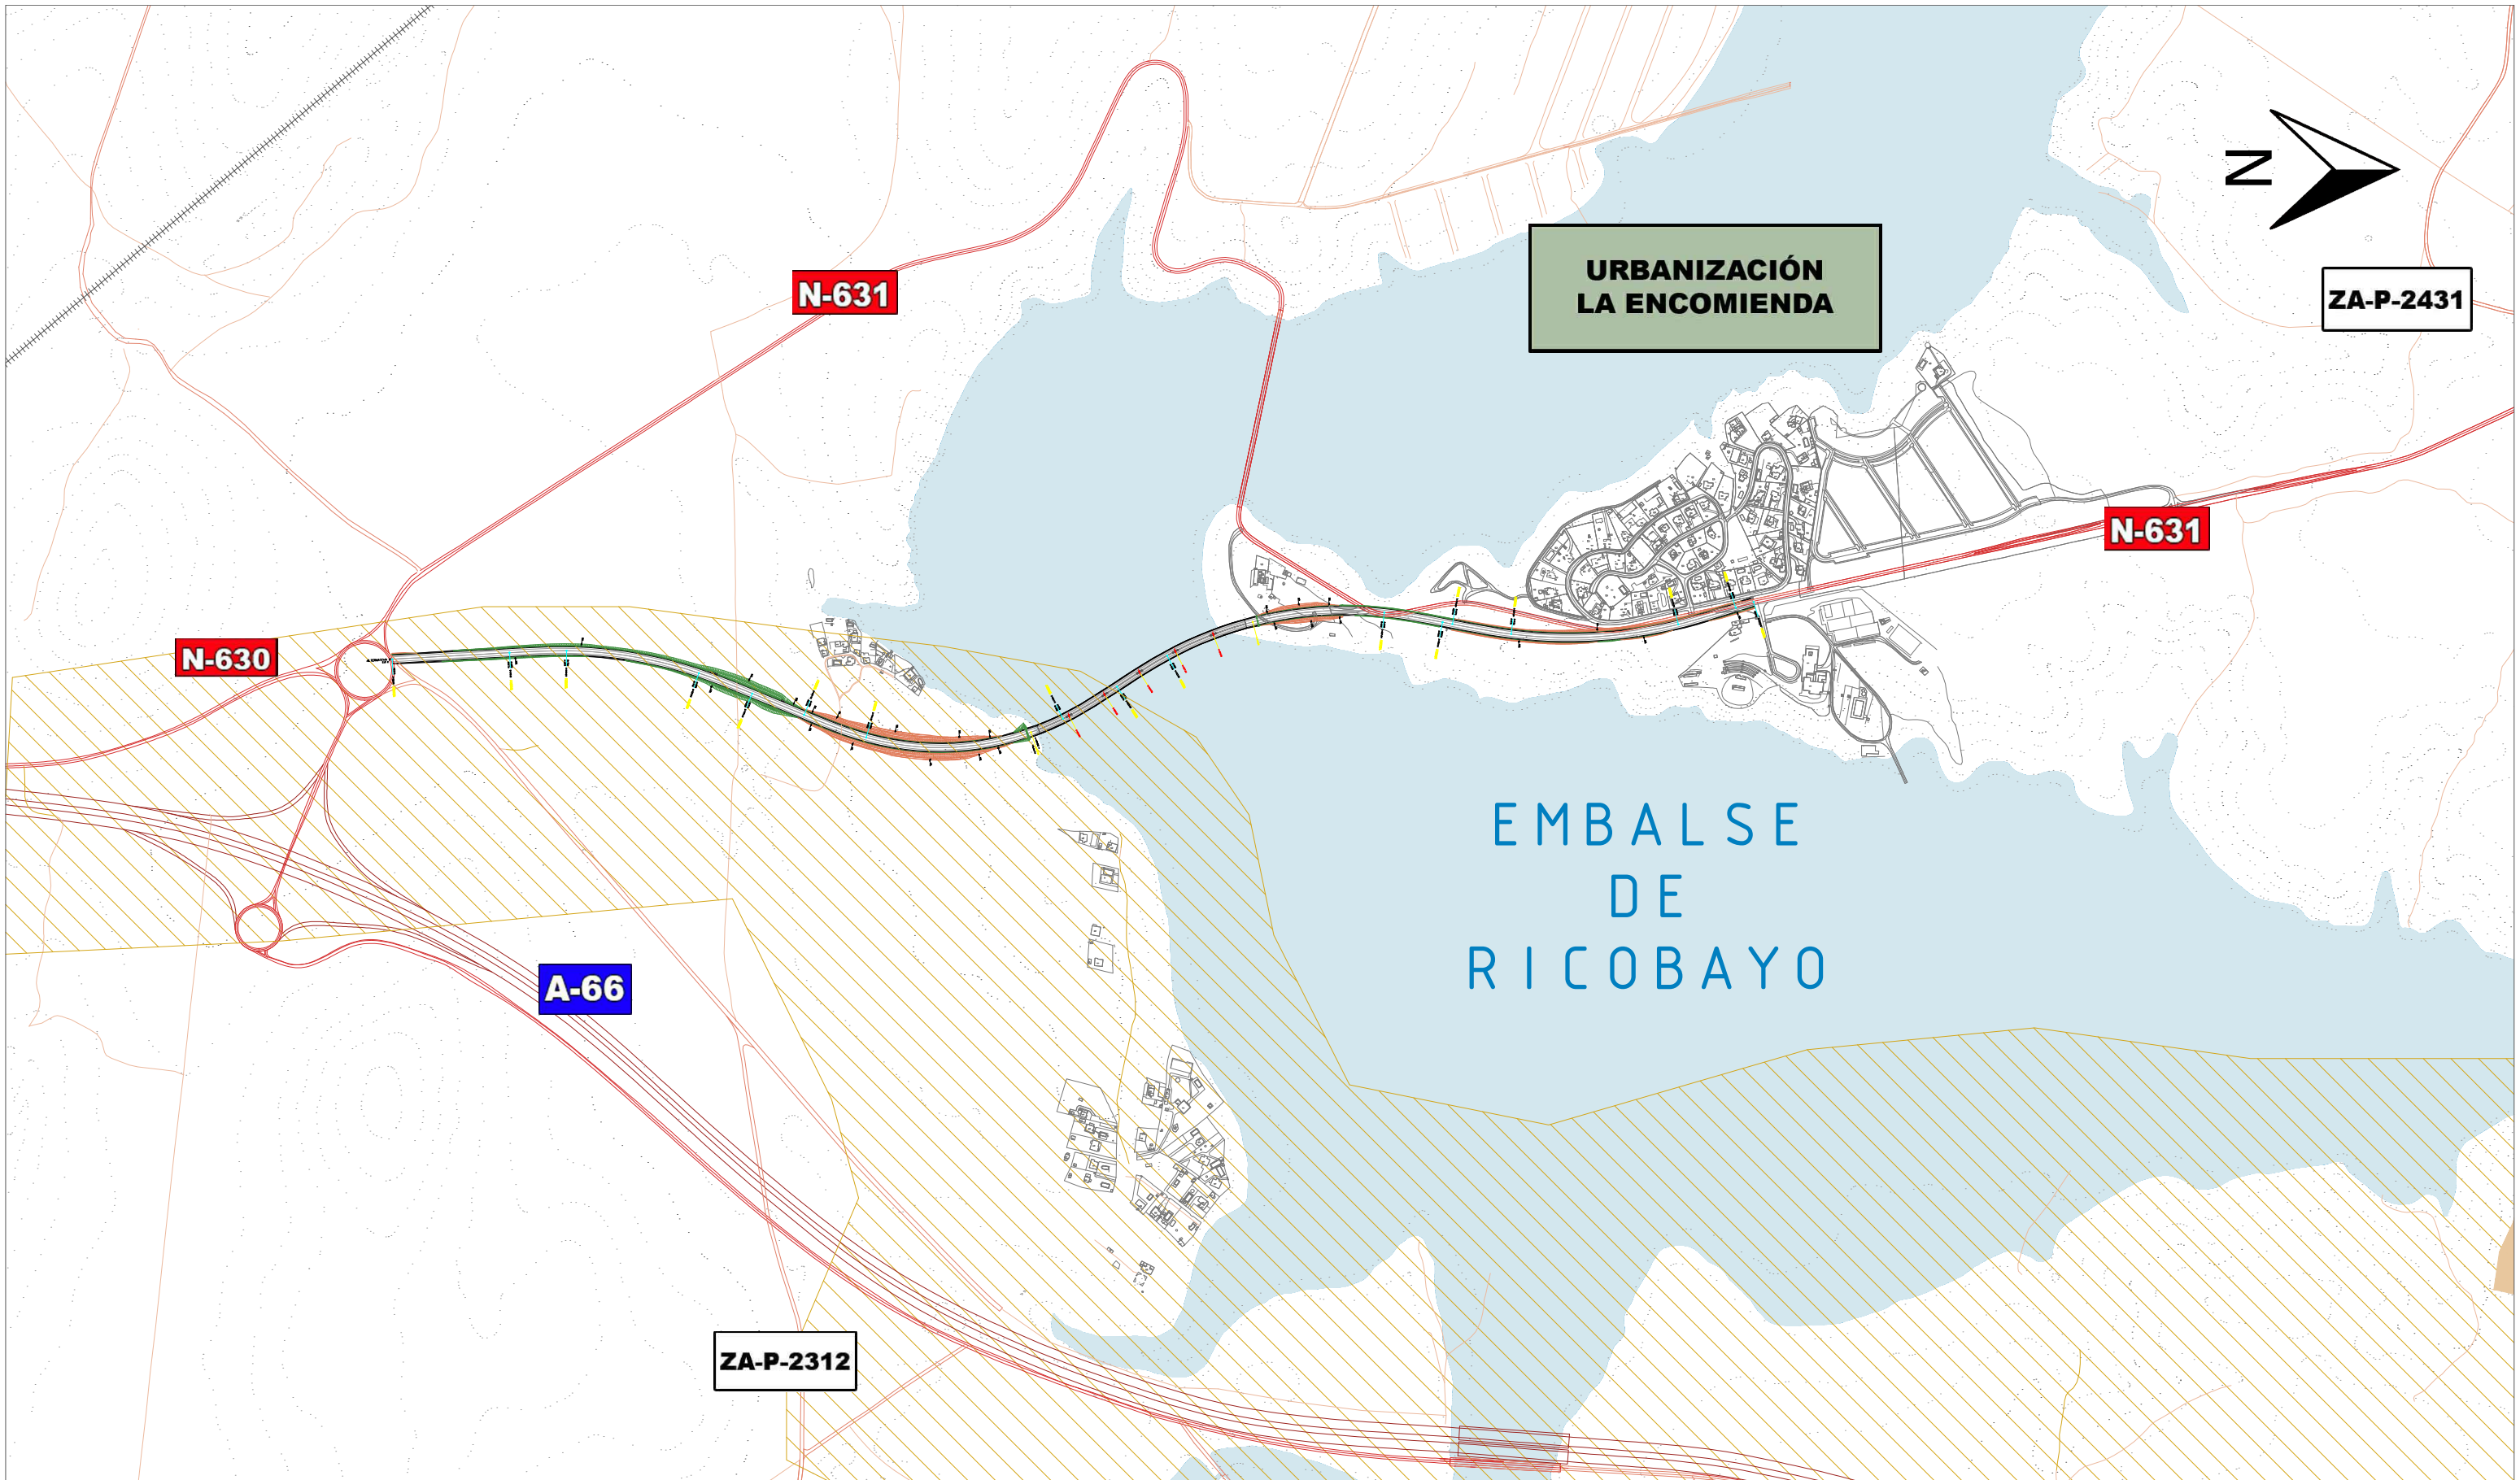 N
URBANIZACIÓN
LA ENCOMIENDA
N-631
ZA-P-2431
N-631
N-630
EMBALSE
DE
RICOBAYO
A-66
ZA-P-2312